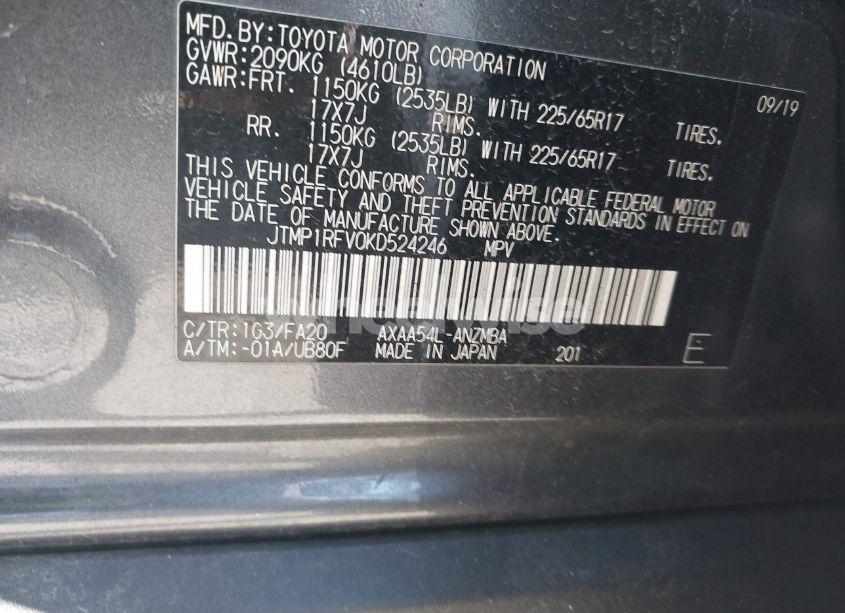 MFD.BY:TOYOTA MOTOR CORPORATION 09/19
GVWR:2090KG (4610LB)
GAWR:FRT. 1150KG (2535LB) WITH 225/65R17 TIRES.
17X7J RIMS.
RR. 1150KG (2535LB) WITH 225/65R17 TIRES.
17X7J RIMS.
THIS VEHICLE CONFORMS TO ALL APPLICABLE FEDERAL MOTOR
VEHICLE SAFETY AND THEFT PREVENTION STANDARDS IN EFFECT ON
THE DATE OF MANUFACTURE SHOWN ABOVE.
JTMP1RFV0KD524246 MPV
C/TR:1G3/FA20 AXAA54L-ANZMBA
A/TM:-01A/UB80F MADE IN JAPAN 201 E